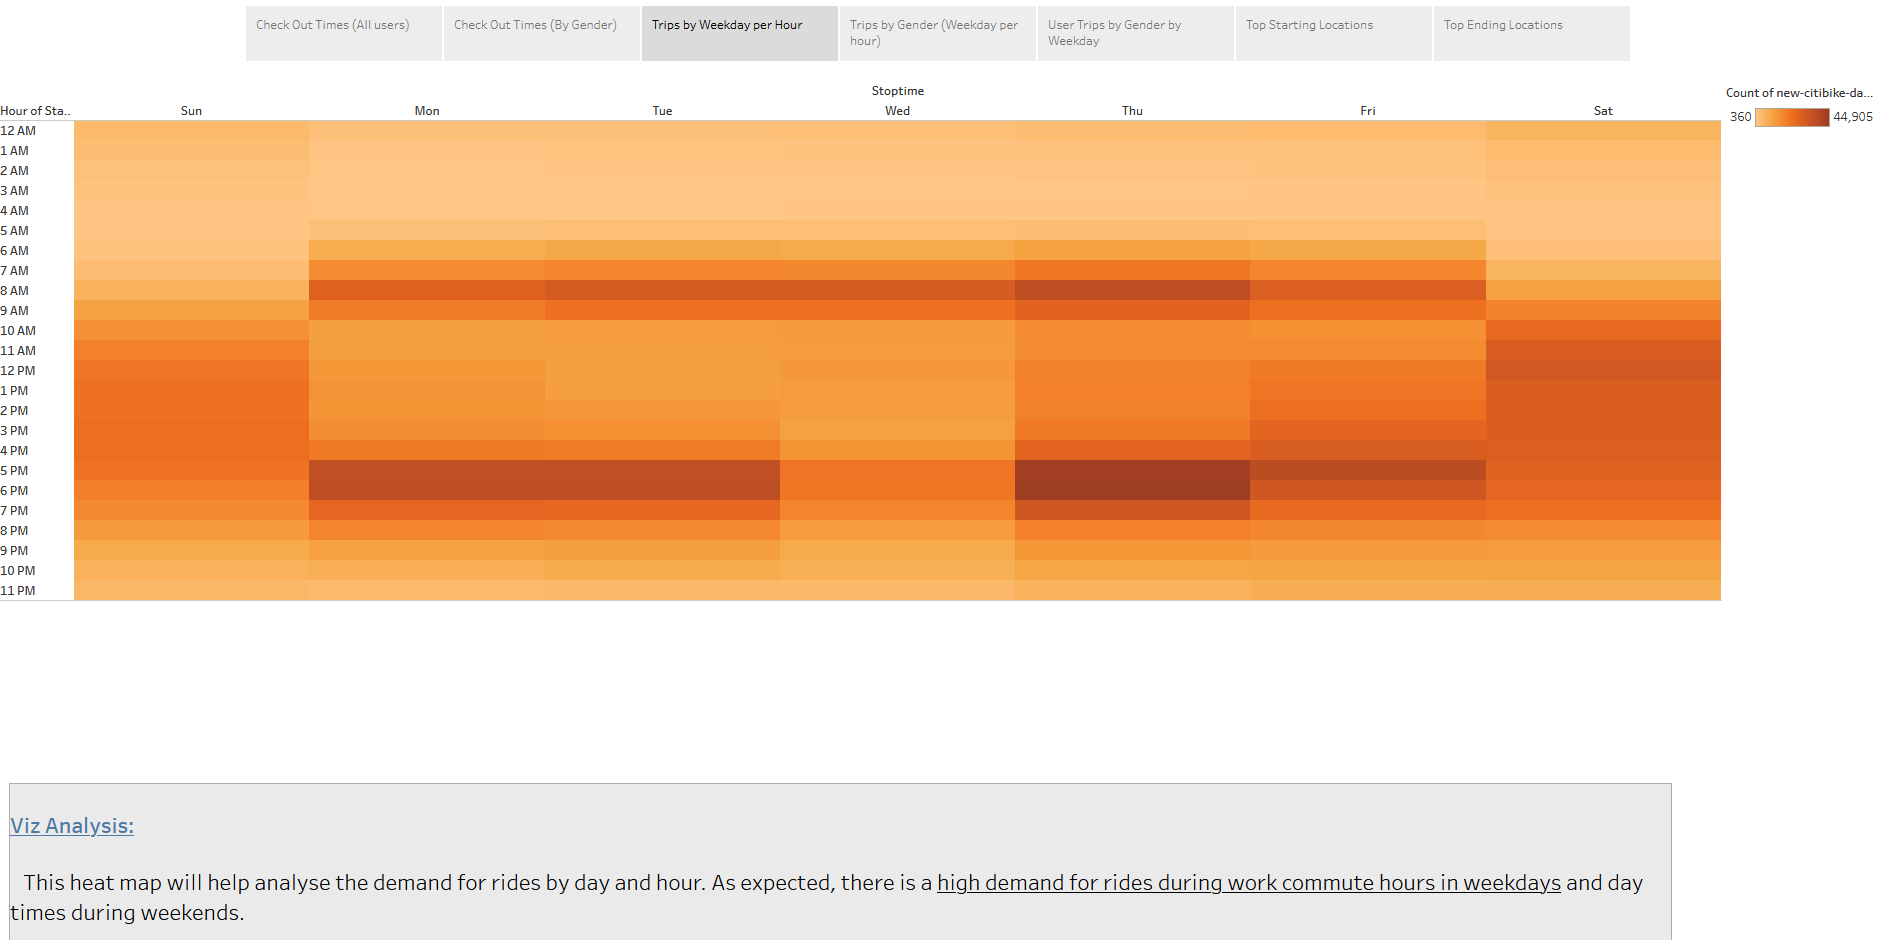 Check Out Times (All users)
Check Out Times (By Gender)
Trips by Weekday per Hour
Trips by Gender (Weekday per
hour)
User Trips by Gender by
Weekday
Top Starting Locations
Top Ending Locations
Stoptime
Hour of Sta.. Sun Mon Tue Wed Thu Fri Sat
Count of new-citibike-da...
360 44,905
12 AM
1 AM
2 AM
3 AM
4 AM
5 AM
6 AM
7 AM
8 AM
9 AM
10 AM
11 AM
12 PM
1 PM
2 PM
3 PM
4 PM
5 PM
6 PM
7 PM
8 PM
9 PM
10 PM
11 PM
Viz Analysis:
This heat map will help analyse the demand for rides by day and hour. As expected, there is a high demand for rides during work commute hours in weekdays and day
times during weekends.